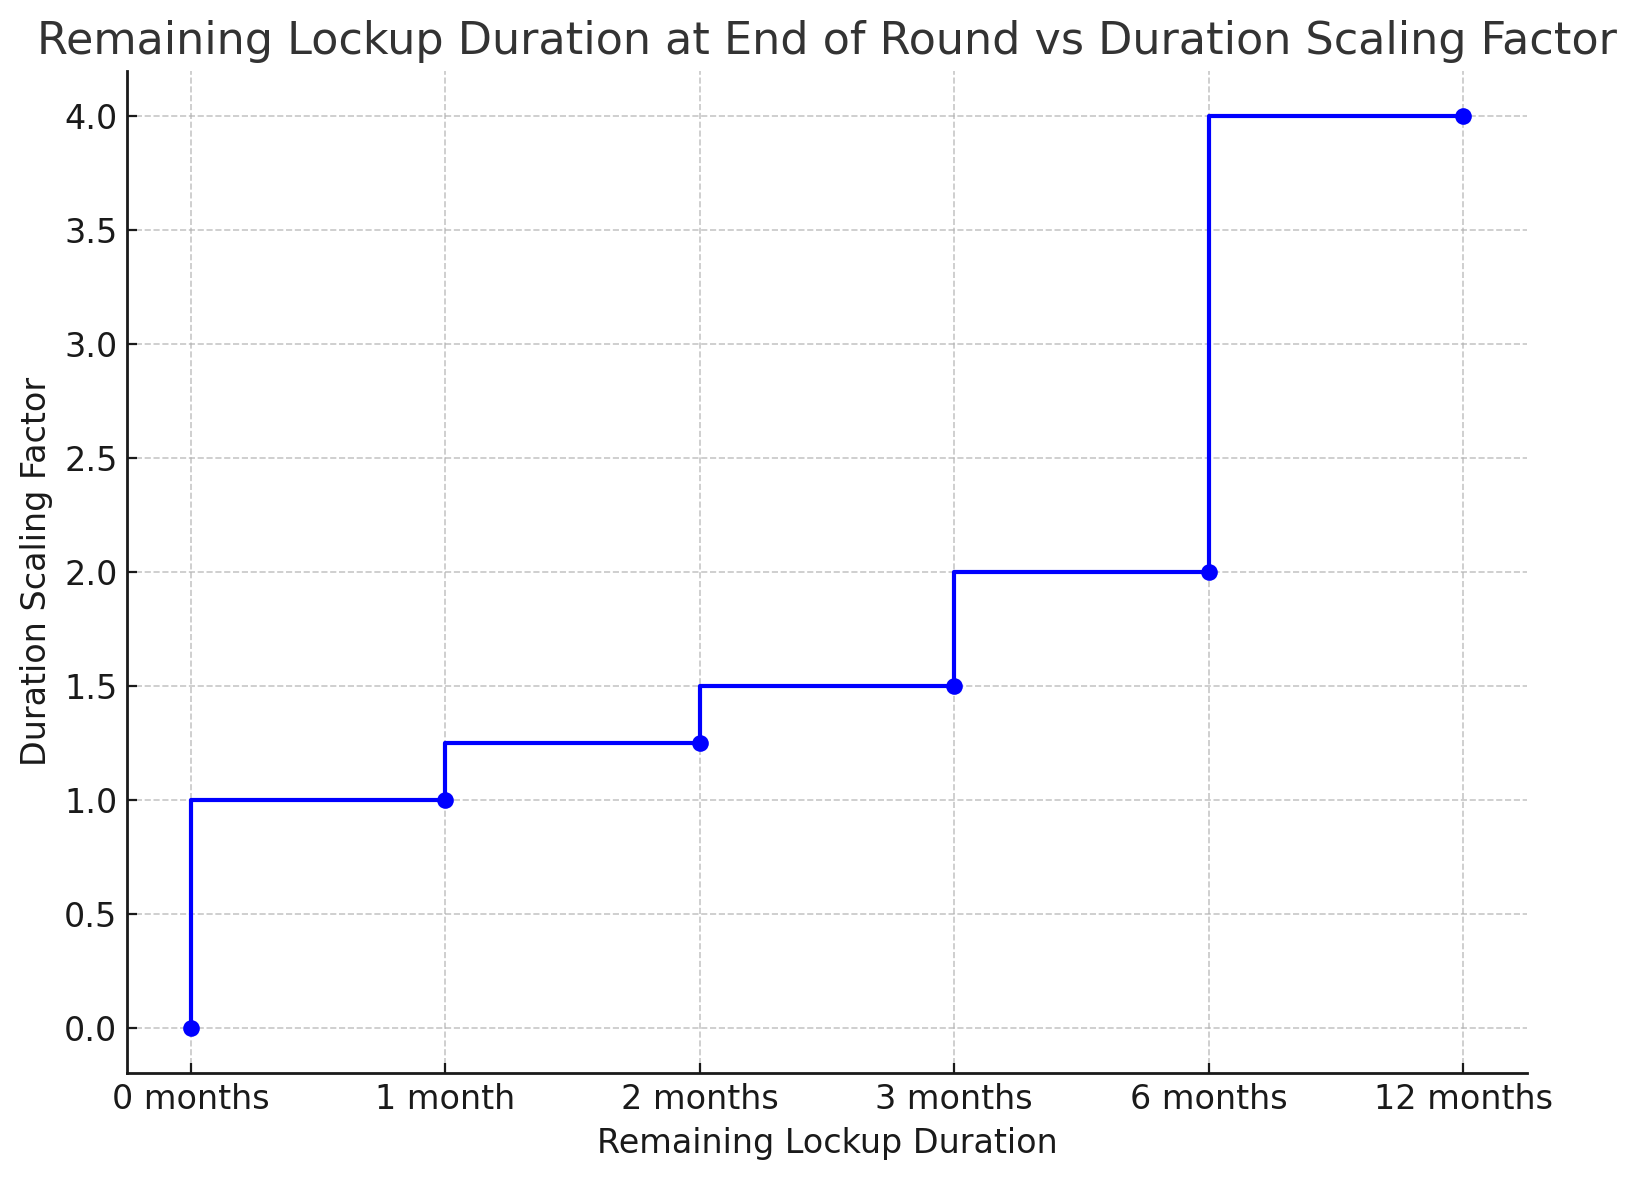 Remaining Lockup Duration at End of Round vs Duration Scaling Factor
Duration Scaling Factor
4.0
3.5
3.0
2.5
2.0
1.5
1.0
0.5
0.0
0 months
1 month
2 months
3 months
6 months
12 months
Remaining Lockup Duration